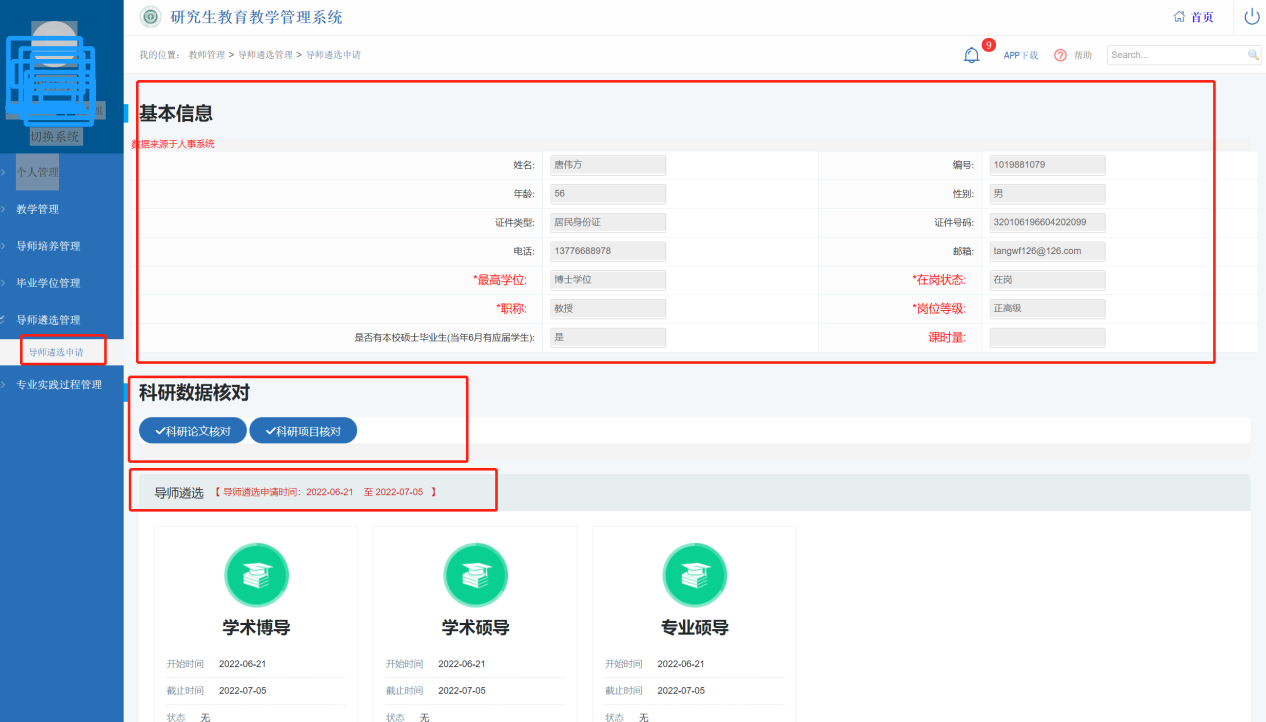 研究生教育教学管理系统
首页
我的位置： 教师管理 > 导师遴选管理 > 导师遴选申请
9
APP下载
帮助
Search...
切换系统
个人管理
教学管理
导师培养管理
毕业学位管理
导师遴选管理
导师遴选申请
专业实践过程管理
基本信息
数据来源于人事系统
姓名: 唐伟方 编号: 1019881079
年龄: 56 性别: 男
证件类型: 居民身份证 证件号码: 320106196604202099
电话: 13776688978 邮箱: tangwf126@126.com
*最高学位: 博士学位 *在岗状态: 在岗
*职称: 教授 *岗位等级: 正高级
是否有本校硕士毕业生(当年6月有应届学生): 是 课时量:
科研数据核对
科研论文核对 科研项目核对
导师遴选 【 导师遴选申请时间: 2022-06-21 至 2022-07-05 】
学术博导 学术硕导 专业硕导
开始时间 2022-06-21 开始时间 2022-06-21 开始时间 2022-06-21
截止时间 2022-07-05 截止时间 2022-07-05 截止时间 2022-07-05
状态 无 状态 无 状态 无